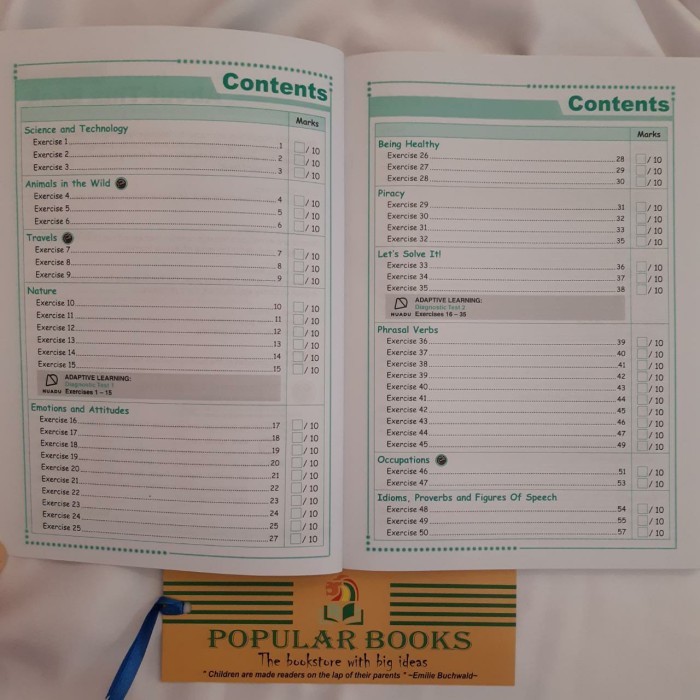 Contents
Marks
Science and Technology
Exercise 1 1 / 10
Exercise 2 2 / 10
Exercise 3 3 / 10
Animals in the Wild
Exercise 4 4 / 10
Exercise 5 5 / 10
Exercise 6 6 / 10
Travels
Exercise 7 7 / 10
Exercise 8 8 / 10
Exercise 9 9 / 10
Nature
Exercise 10 10 / 10
Exercise 11 11 / 10
Exercise 12 12 / 10
Exercise 13 13 / 10
Exercise 14 14 / 10
Exercise 15 15 / 10
ADAPTIVE LEARNING:
Diagnostic Test 1
NUADU Exercises 1 – 15
Emotions and Attitudes
Exercise 16 17 / 10
Exercise 17 18 / 10
Exercise 18 19 / 10
Exercise 19 20 / 10
Exercise 20 21 / 10
Exercise 21 22 / 10
Exercise 22 23 / 10
Exercise 23 24 / 10
Exercise 24 25 / 10
Exercise 25 27 / 10
Contents
Marks
Being Healthy
Exercise 26 28 / 10
Exercise 27 29 / 10
Exercise 28 30 / 10
Piracy
Exercise 29 31 / 10
Exercise 30 32 / 10
Exercise 31 33 / 10
Exercise 32 35 / 10
Let's Solve It!
Exercise 33 36 / 10
Exercise 34 37 / 10
Exercise 35 38 / 10
ADAPTIVE LEARNING:
Diagnostic Test 2
NUADU Exercises 16 – 35
Phrasal Verbs
Exercise 36 39 / 10
Exercise 37 40 / 10
Exercise 38 41 / 10
Exercise 39 42 / 10
Exercise 40 43 / 10
Exercise 41 44 / 10
Exercise 42 45 / 10
Exercise 43 46 / 10
Exercise 44 47 / 10
Exercise 45 49 / 10
Occupations
Exercise 46 51 / 10
Exercise 47 53 / 10
Idioms, Proverbs and Figures Of Speech
Exercise 48 54 / 10
Exercise 49 55 / 10
Exercise 50 57 / 10
POPULAR BOOKS
The bookstore with big ideas
"Children are made readers on the lap of their parents" -Emilie Buchwald-